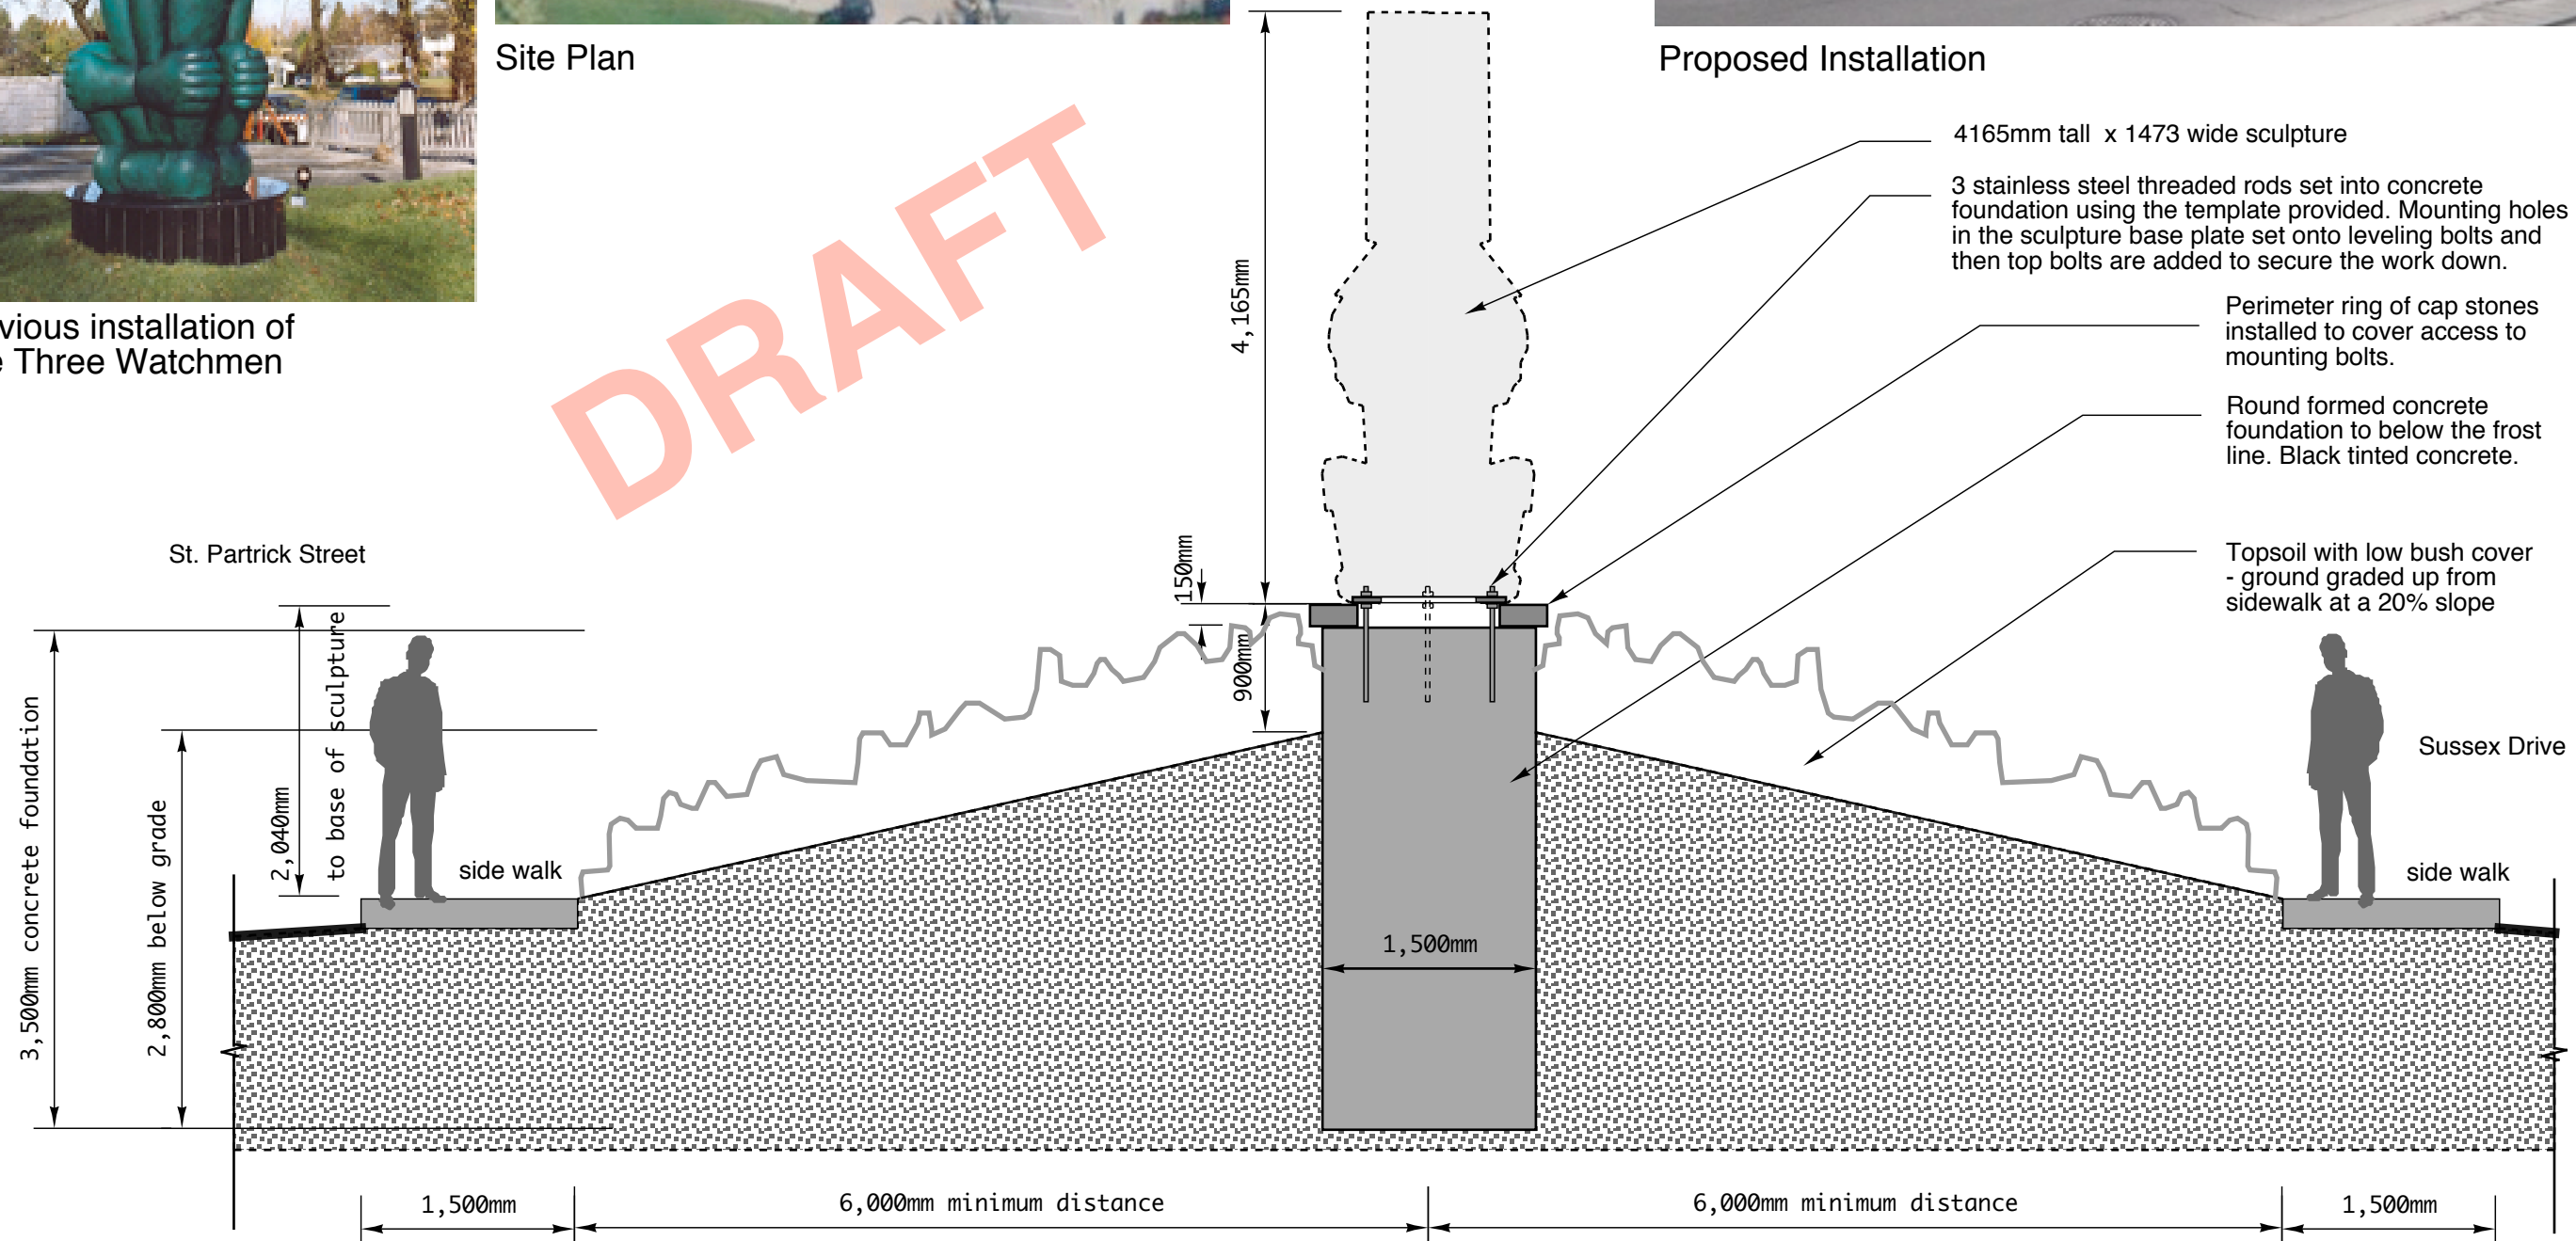 Site Plan
Proposed Installation
vious installation of
e Three Watchmen
DRAFT
4165mm tall x 1473 wide sculpture
3 stainless steel threaded rods set into concrete
foundation using the template provided. Mounting holes
in the sculpture base plate set onto leveling bolts and
then top bolts are added to secure the work down.
Perimeter ring of cap stones
installed to cover access to
mounting bolts.
Round formed concrete
foundation to below the frost
line. Black tinted concrete.
Topsoil with low bush cover
- ground graded up from
sidewalk at a 20% slope
4,165mm
150mm
900mm
St. Partrick Street
Sussex Drive
3,500mm concrete foundation
2,800mm below grade
2,040mm
to base of sculpture
side walk
side walk
1,500mm
1,500mm
6,000mm minimum distance
6,000mm minimum distance
1,500mm